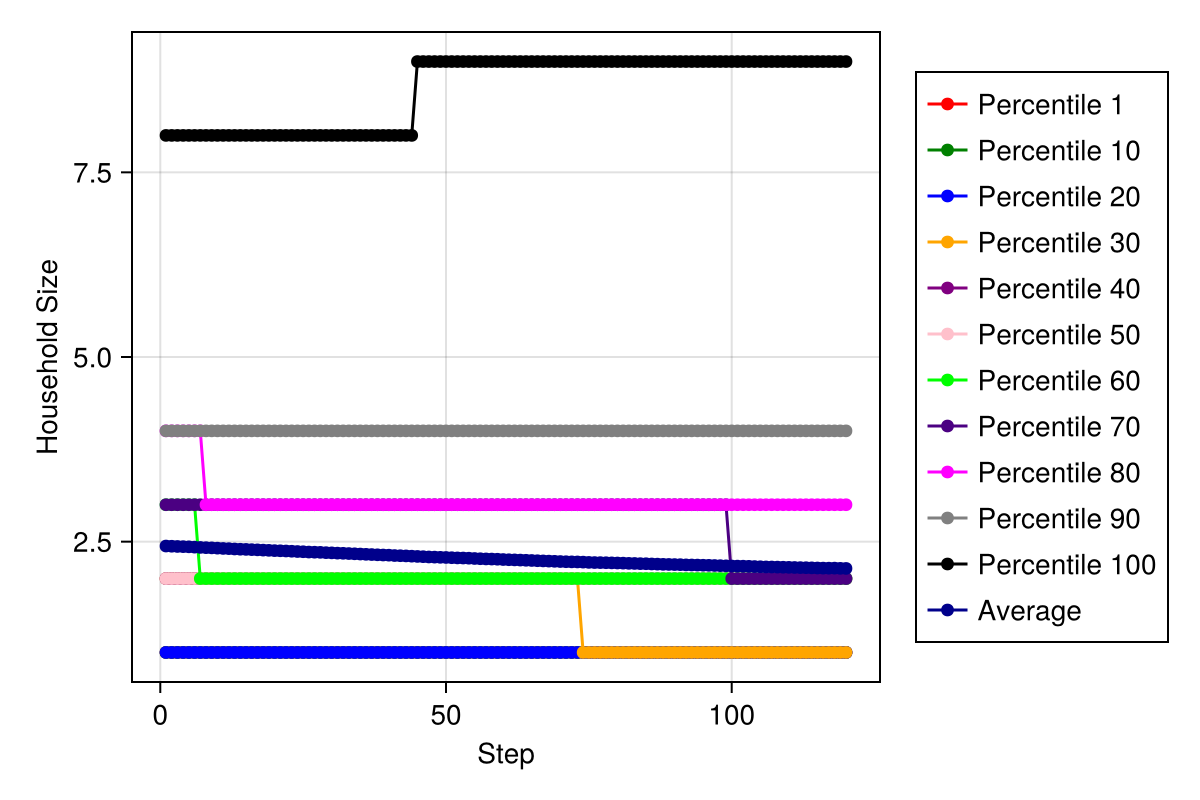 Household Size
7.5
5.0
2.5
0
50
100
Step
Percentile 1
Percentile 10
Percentile 20
Percentile 30
Percentile 40
Percentile 50
Percentile 60
Percentile 70
Percentile 80
Percentile 90
Percentile 100
Average